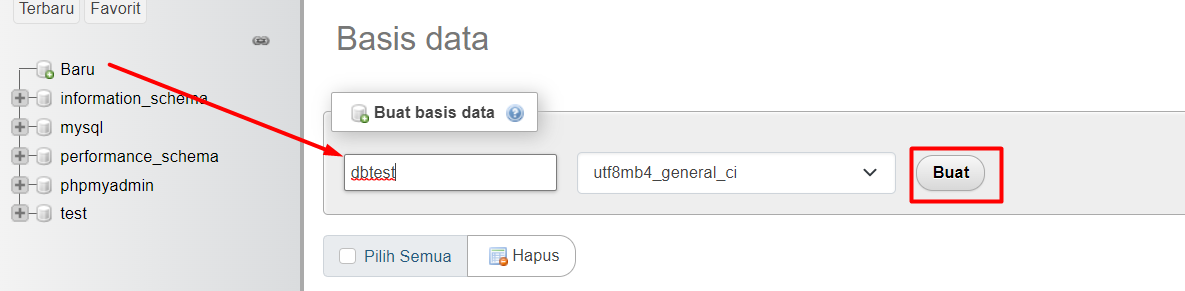 Terbaru Favorit
Baru
information_schema
mysql
performance_schema
phpmyadmin
test
Basis data
Buat basis data
dbtest utf8mb4_general_ci Buat
Pilih Semua Hapus